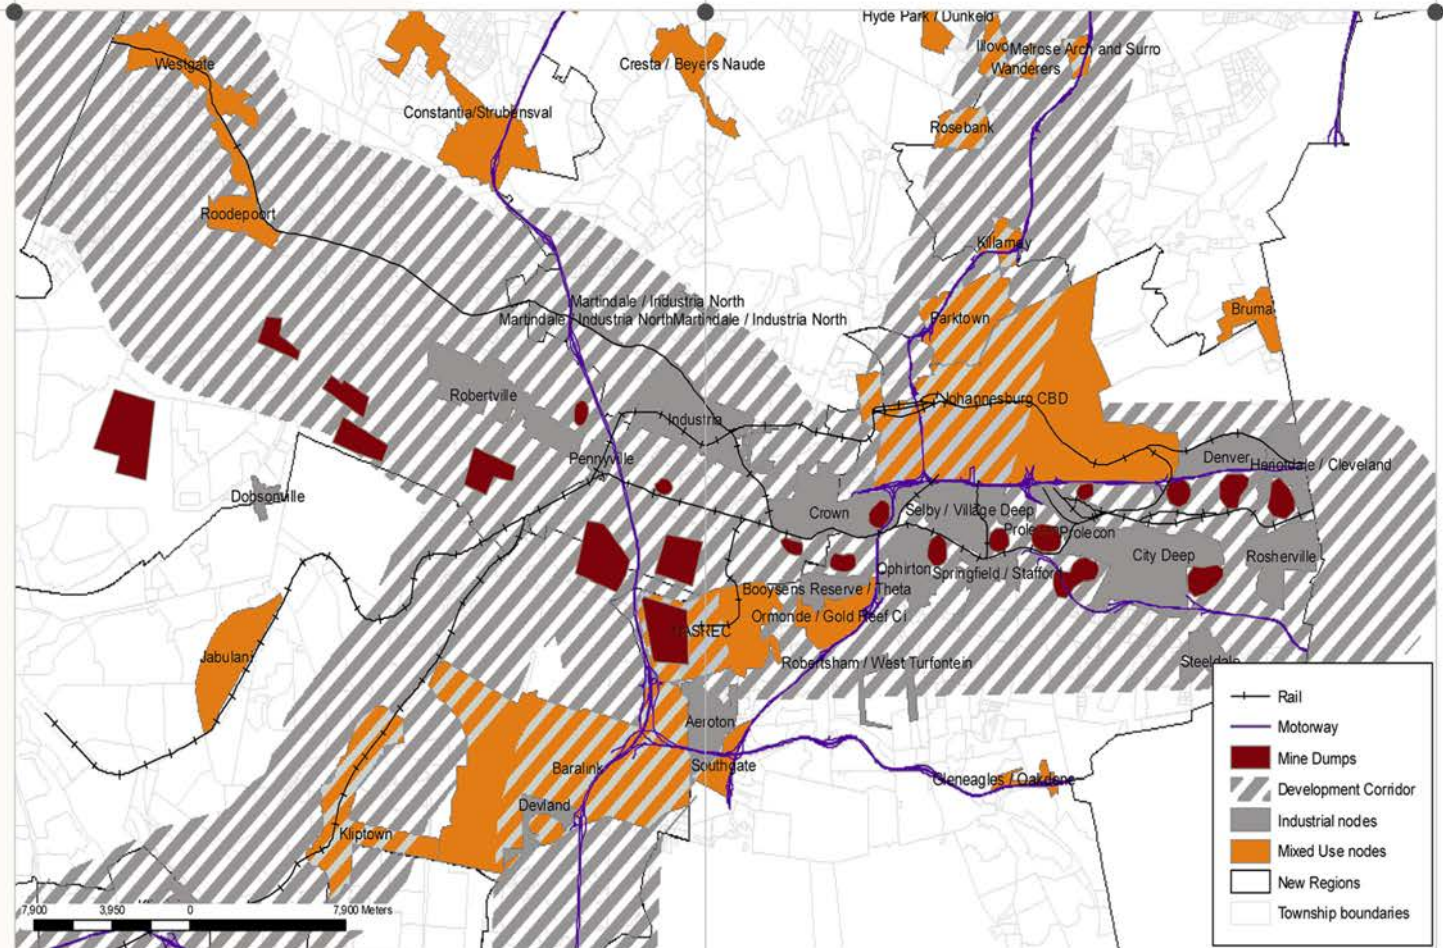 Hyde Park / Dunkeld
Illovo
Melrose Arch and Surro
Wanderers
Westgate
Cresta / Beyers Naude
Constantia/Strubensval
Rosebank
Roodepoort
Killarney
Martindale / Industria North
Martindale / Industria North
Martindale / Industria North
Parktown
Bruma
Robertville
Johannesburg CBD
Industria
Pennyville
Denver
Heriotdale / Cleveland
Dobsonville
Crown
Selby / Village Deep
Prolecon
Prolecon
City Deep
Rosherville
Ophirton
Springfield / Stafford
Booysens Reserve / Theta
Ormonde / Gold Reef Ci
NASREC
Jabulani
Robertsham / West Turfontein
Steeldale
Aeroton
Baralink
Southgate
Gleneagles / Oakdene
Devland
Kliptown
Rail
Motorway
Mine Dumps
Development Corridor
Industrial nodes
Mixed Use nodes
New Regions
Township boundaries
7,900 3,950 0 7,900 Meters